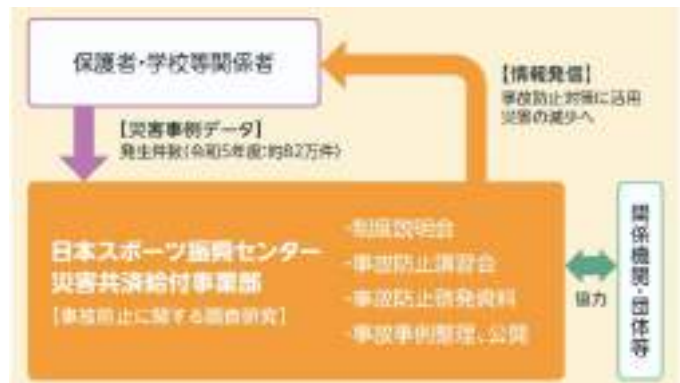 保護者・学校等関係者
【情報発信】
事故防止対策に活用
災害の減少へ
【災害事例データ】
発生件数(令和5年度:約82万件)
日本スポーツ振興センター
災害共済給付事業部
【事故防止に関する調査研究】
・制度説明会
・事故防止講習会
・事故防止啓発資料
・事故事例整理、公開
協力
関係機関・団体等